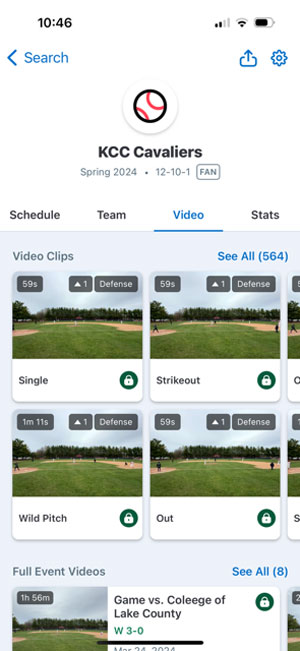 10:46
Search
KCC Cavaliers
Spring 2024 • 12-10-1 FAN
Schedule Team Video Stats
Video Clips See All (564)
59s ▲ 1 Defense 59s ▲ 1 Defense 5
Single Strikeout O
1m 11s ▲ 1 Defense 59s ▲ 1 Defense 5
Wild Pitch Out S
Full Event Videos See All (8)
1h 56m Game vs. Coleege of 2
Lake County
W 3-0
Mar 24, 2024